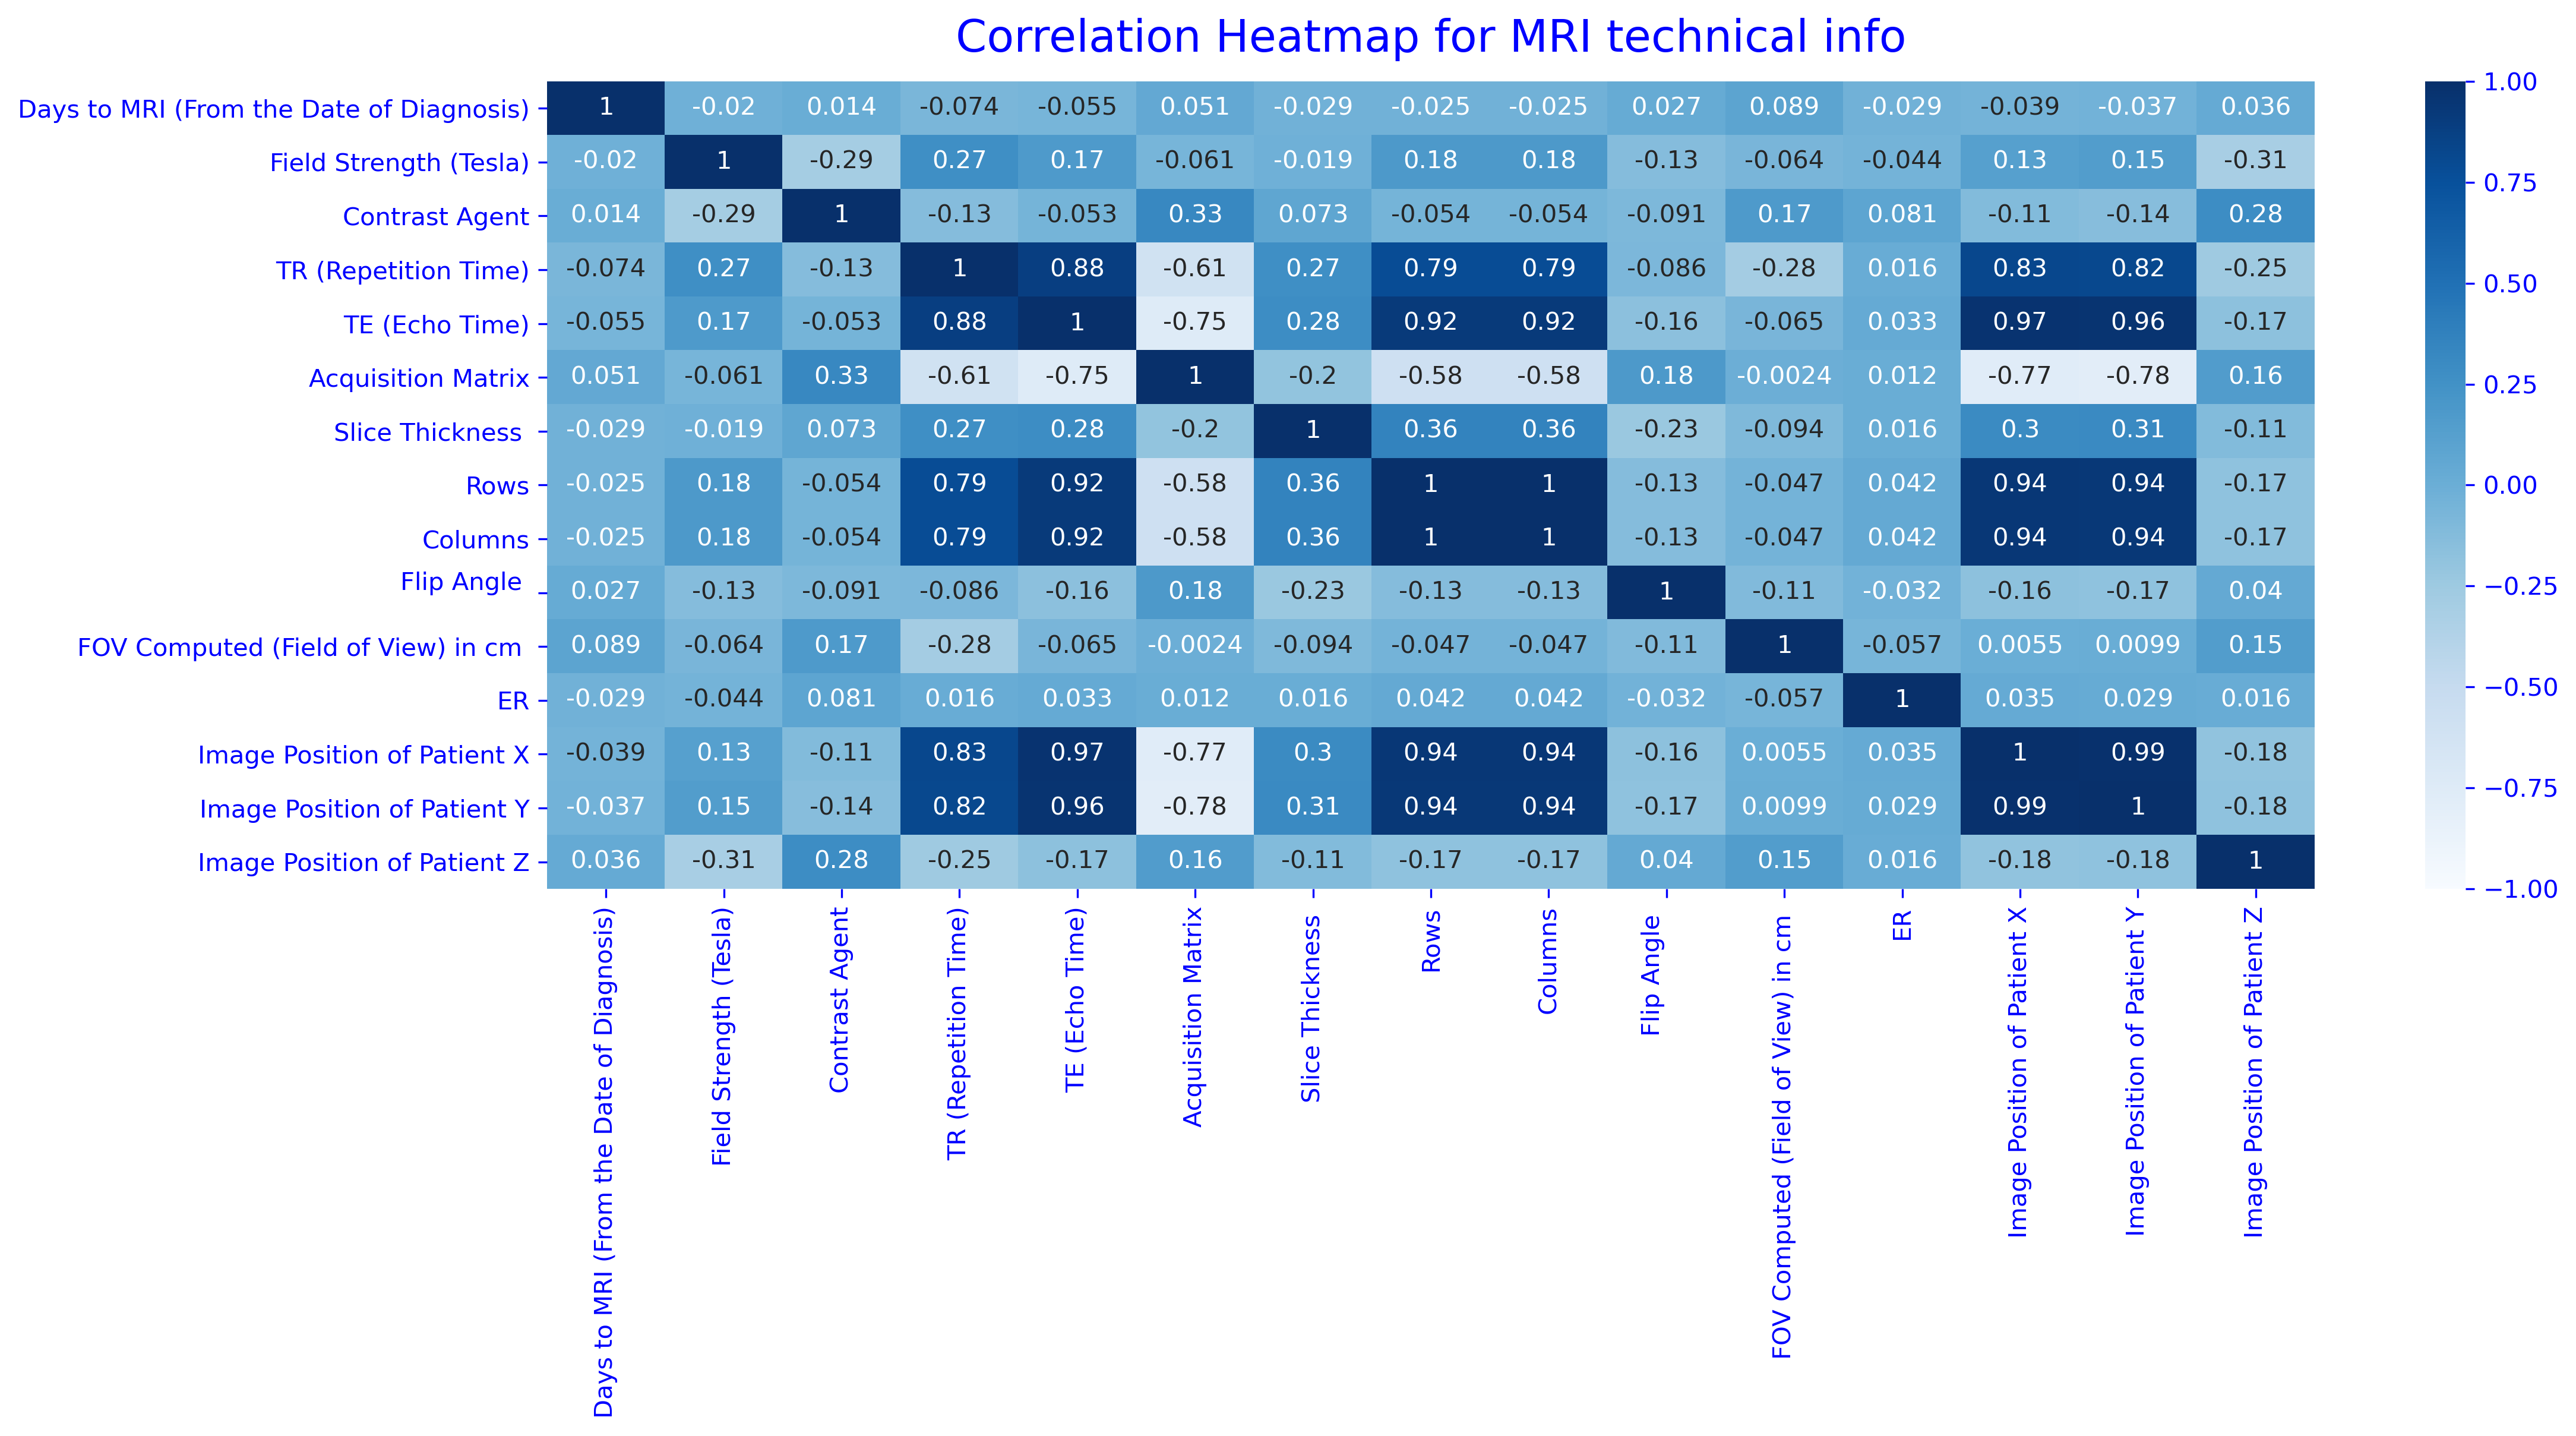 Correlation Heatmap for MRI technical info
Days to MRI (From the Date of Diagnosis) 1 -0.02 0.014 -0.074 -0.055 0.051 -0.029 -0.025 -0.025 0.027 0.089 -0.029 -0.039 -0.037 0.036
Field Strength (Tesla) -0.02 1 -0.29 0.27 0.17 -0.061 -0.019 0.18 0.18 -0.13 -0.064 -0.044 0.13 0.15 -0.31
Contrast Agent 0.014 -0.29 1 -0.13 -0.053 0.33 0.073 -0.054 -0.054 -0.091 0.17 0.081 -0.11 -0.14 0.28
TR (Repetition Time) -0.074 0.27 -0.13 1 0.88 -0.61 0.27 0.79 0.79 -0.086 -0.28 0.016 0.83 0.82 -0.25
TE (Echo Time) -0.055 0.17 -0.053 0.88 1 -0.75 0.28 0.92 0.92 -0.16 -0.065 0.033 0.97 0.96 -0.17
Acquisition Matrix 0.051 -0.061 0.33 -0.61 -0.75 1 -0.2 -0.58 -0.58 0.18 -0.0024 0.012 -0.77 -0.78 0.16
Slice Thickness -0.029 -0.019 0.073 0.27 0.28 -0.2 1 0.36 0.36 -0.23 -0.094 0.016 0.3 0.31 -0.11
Rows -0.025 0.18 -0.054 0.79 0.92 -0.58 0.36 1 1 -0.13 -0.047 0.042 0.94 0.94 -0.17
Columns -0.025 0.18 -0.054 0.79 0.92 -0.58 0.36 1 1 -0.13 -0.047 0.042 0.94 0.94 -0.17
Flip Angle 0.027 -0.13 -0.091 -0.086 -0.16 0.18 -0.23 -0.13 -0.13 1 -0.11 -0.032 -0.16 -0.17 0.04
FOV Computed (Field of View) in cm 0.089 -0.064 0.17 -0.28 -0.065 -0.0024 -0.094 -0.047 -0.047 -0.11 1 -0.057 0.0055 0.0099 0.15
ER -0.029 -0.044 0.081 0.016 0.033 0.012 0.016 0.042 0.042 -0.032 -0.057 1 0.035 0.029 0.016
Image Position of Patient X -0.039 0.13 -0.11 0.83 0.97 -0.77 0.3 0.94 0.94 -0.16 0.0055 0.035 1 0.99 -0.18
Image Position of Patient Y -0.037 0.15 -0.14 0.82 0.96 -0.78 0.31 0.94 0.94 -0.17 0.0099 0.029 0.99 1 -0.18
Image Position of Patient Z 0.036 -0.31 0.28 -0.25 -0.17 0.16 -0.11 -0.17 -0.17 0.04 0.15 0.016 -0.18 -0.18 1
Days to MRI (From the Date of Diagnosis)
Field Strength (Tesla)
Contrast Agent
TR (Repetition Time)
TE (Echo Time)
Acquisition Matrix
Slice Thickness
Rows
Columns
Flip Angle
FOV Computed (Field of View) in cm
ER
Image Position of Patient X
Image Position of Patient Y
Image Position of Patient Z
1.00
0.75
0.50
0.25
0.00
−0.25
−0.50
−0.75
−1.00